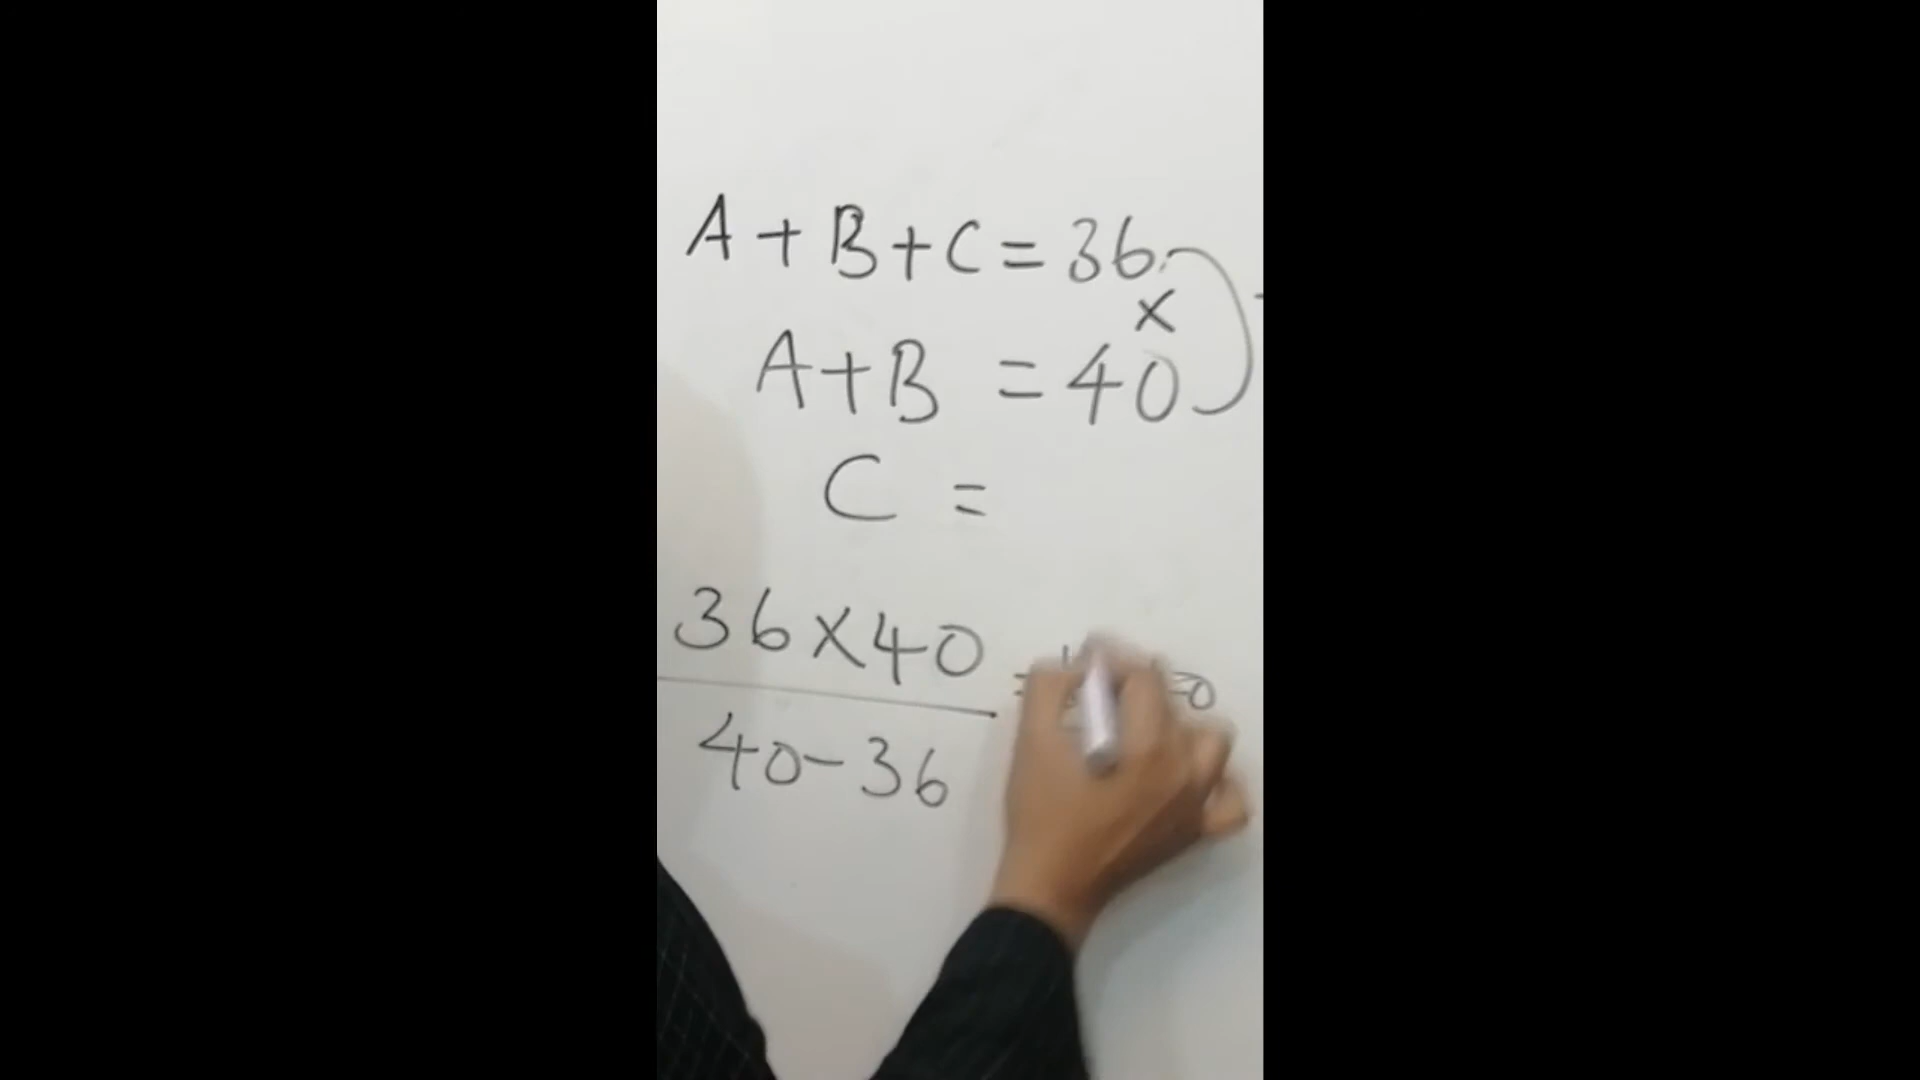 A + B + C = 36
x
A + B = 40
C =
36 x 40 =
40 - 36